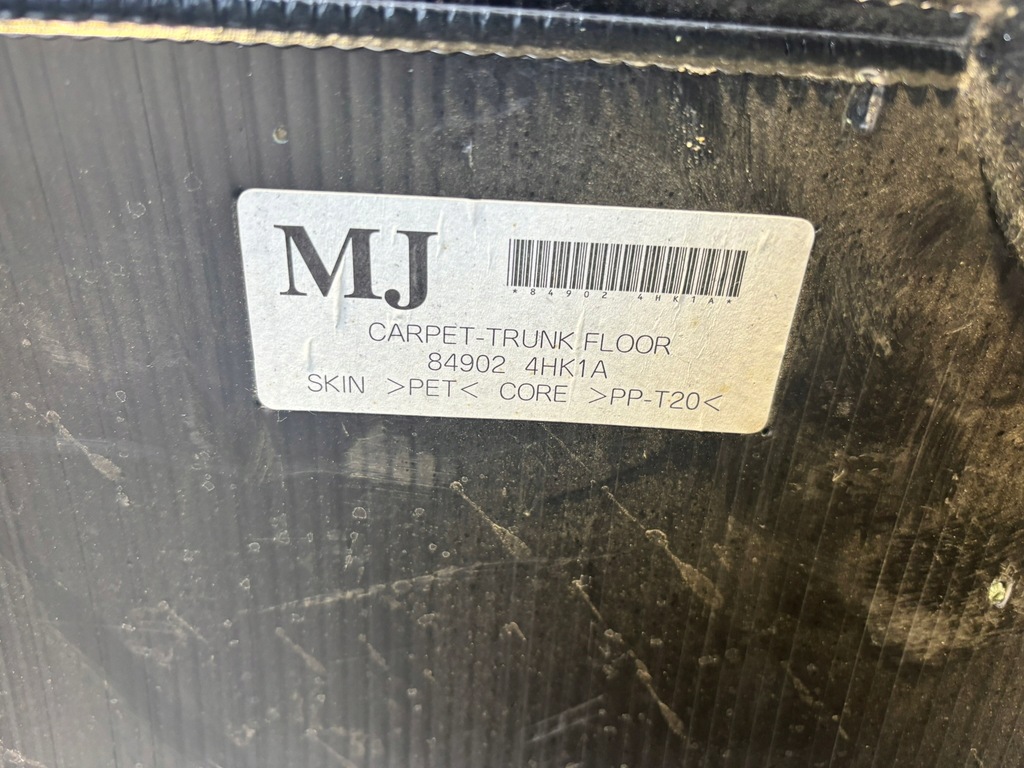 MJ
*84902 4HK1A*
CARPET-TRUNK FLOOR
84902 4HK1A
SKIN >PET< CORE >PP-T20<